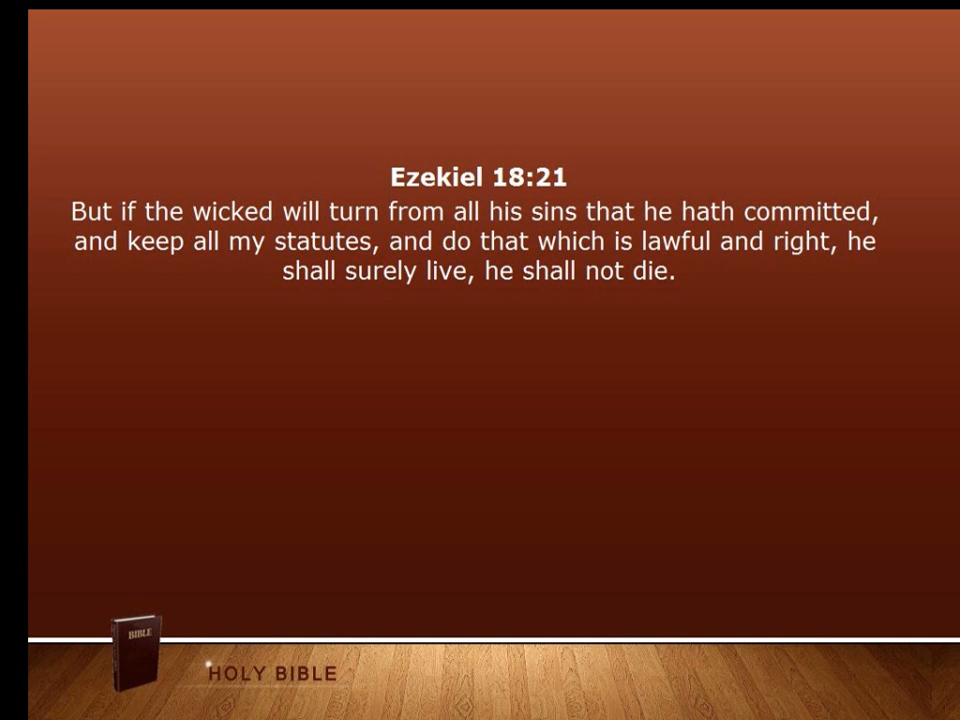 Ezekiel 18:21
But if the wicked will turn from all his sins that he hath committed,
and keep all my statutes, and do that which is lawful and right, he
shall surely live, he shall not die.
BIBLE
HOLY BIBLE